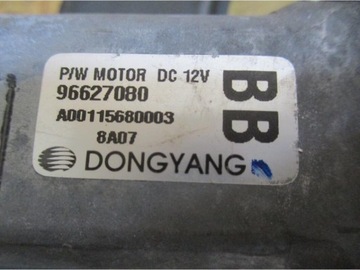 P/W MOTOR DC 12V
96627080
A00115680003
8A07
DONGYANG
BB